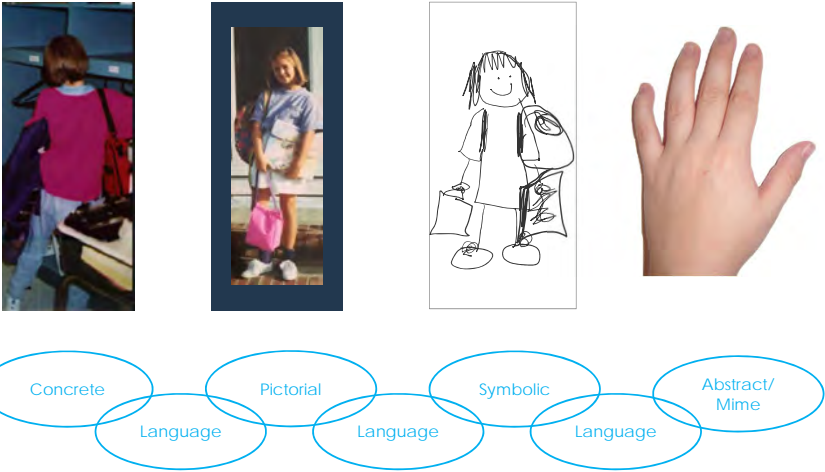 Concrete
Pictorial
Symbolic
Abstract/
Mime
Language
Language
Language